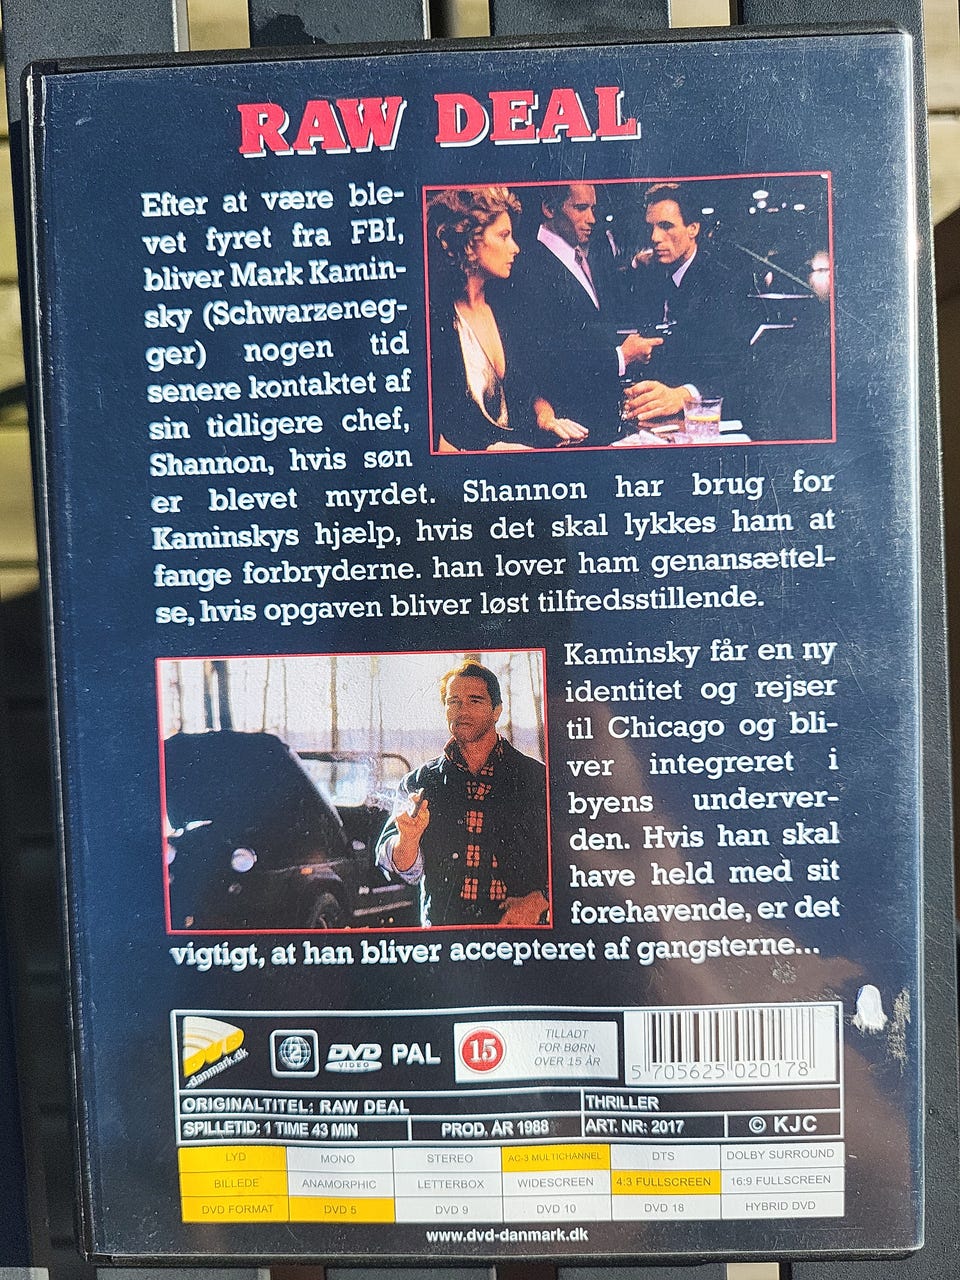 RAW DEAL
Efter at være ble-
vet fyret fra FBI,
bliver Mark Kamin-
sky (Schwarzeneg-
ger) nogen tid
senere kontaktet af
sin tidligere chef,
Shannon, hvis søn
er blevet myrdet. Shannon har brug for
Kaminskys hjælp, hvis det skal lykkes ham at
fange forbryderne. han lover ham genansættel-
se, hvis opgaven bliver løst tilfredsstillende.
Kaminsky får en ny
identitet og rejser
til Chicago og bli-
ver integreret i
byens underver-
den. Hvis han skal
have held med sit
forehavende, er det
vigtigt, at han bliver accepteret af gangsterne...
DVD
-danmark.dk
2
DVD
VIDEO
PAL
15
TILLADT
FOR BØRN
OVER 15 ÅR
5 705625 020178
ORIGINALTITEL: RAW DEAL
THRILLER
SPILLETID: 1 TIME 43 MIN
PROD. ÅR 1988
ART. NR: 2017
© KJC
LYD MONO STEREO AC-3 MULTICHANNEL DTS DOLBY SURROUND
BILLEDE ANAMORPHIC LETTERBOX WIDESCREEN 4:3 FULLSCREEN 16:9 FULLSCREEN
DVD FORMAT DVD 5 DVD 9 DVD 10 DVD 18 HYBRID DVD
www.dvd-danmark.dk